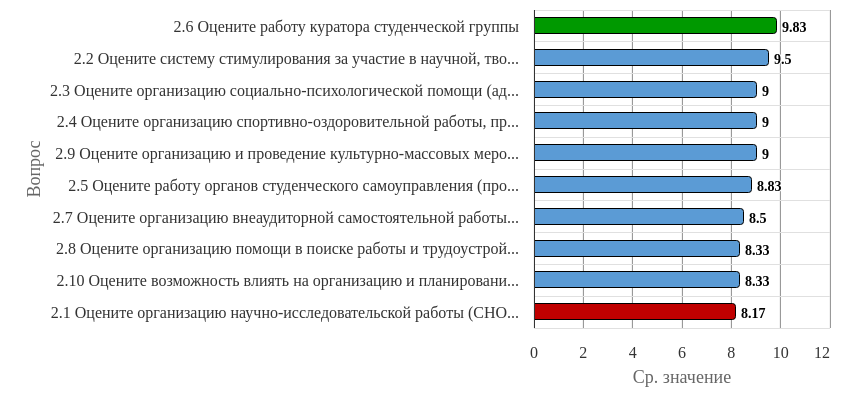 2.6 Оцените работу куратора студенческой группы 9.83
2.2 Оцените систему стимулирования за участие в научной, тво... 9.5
2.3 Оцените организацию социально-психологической помощи (ад... 9
2.4 Оцените организацию спортивно-оздоровительной работы, пр... 9
2.9 Оцените организацию и проведение культурно-массовых меро... 9
2.5 Оцените работу органов студенческого самоуправления (про... 8.83
2.7 Оцените организацию внеаудиторной самостоятельной работы... 8.5
2.8 Оцените организацию помощи в поиске работы и трудоустрой... 8.33
2.10 Оцените возможность влиять на организацию и планировани... 8.33
2.1 Оцените организацию научно-исследовательской работы (СНО... 8.17
Вопрос
0 2 4 6 8 10 12
Ср. значение